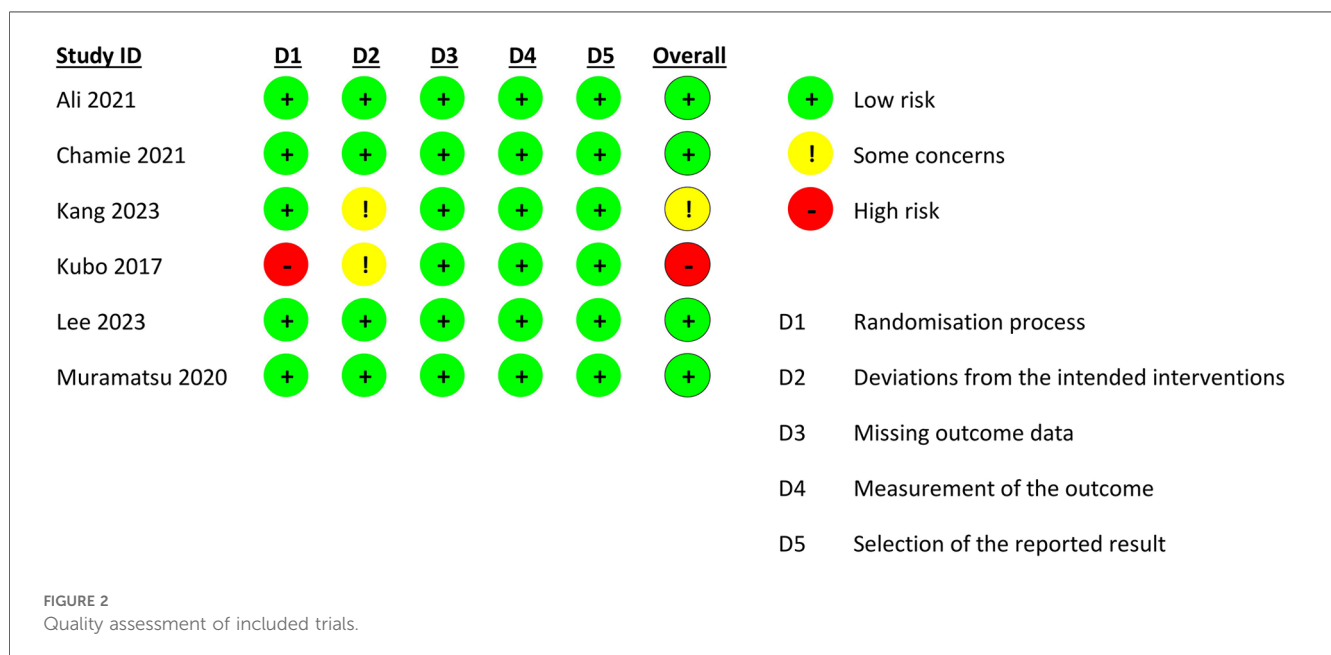 Study ID D1 D2 D3 D4 D5 Overall
Ali 2021 + + + + + +
Chamie 2021 + + + + + +
Kang 2023 + ! + + + !
Kubo 2017 - ! + + + -
Lee 2023 + + + + + +
Muramatsu 2020 + + + + + +
+ Low risk
! Some concerns
- High risk
D1 Randomisation process
D2 Deviations from the intended interventions
D3 Missing outcome data
D4 Measurement of the outcome
D5 Selection of the reported result
FIGURE 2
Quality assessment of included trials.